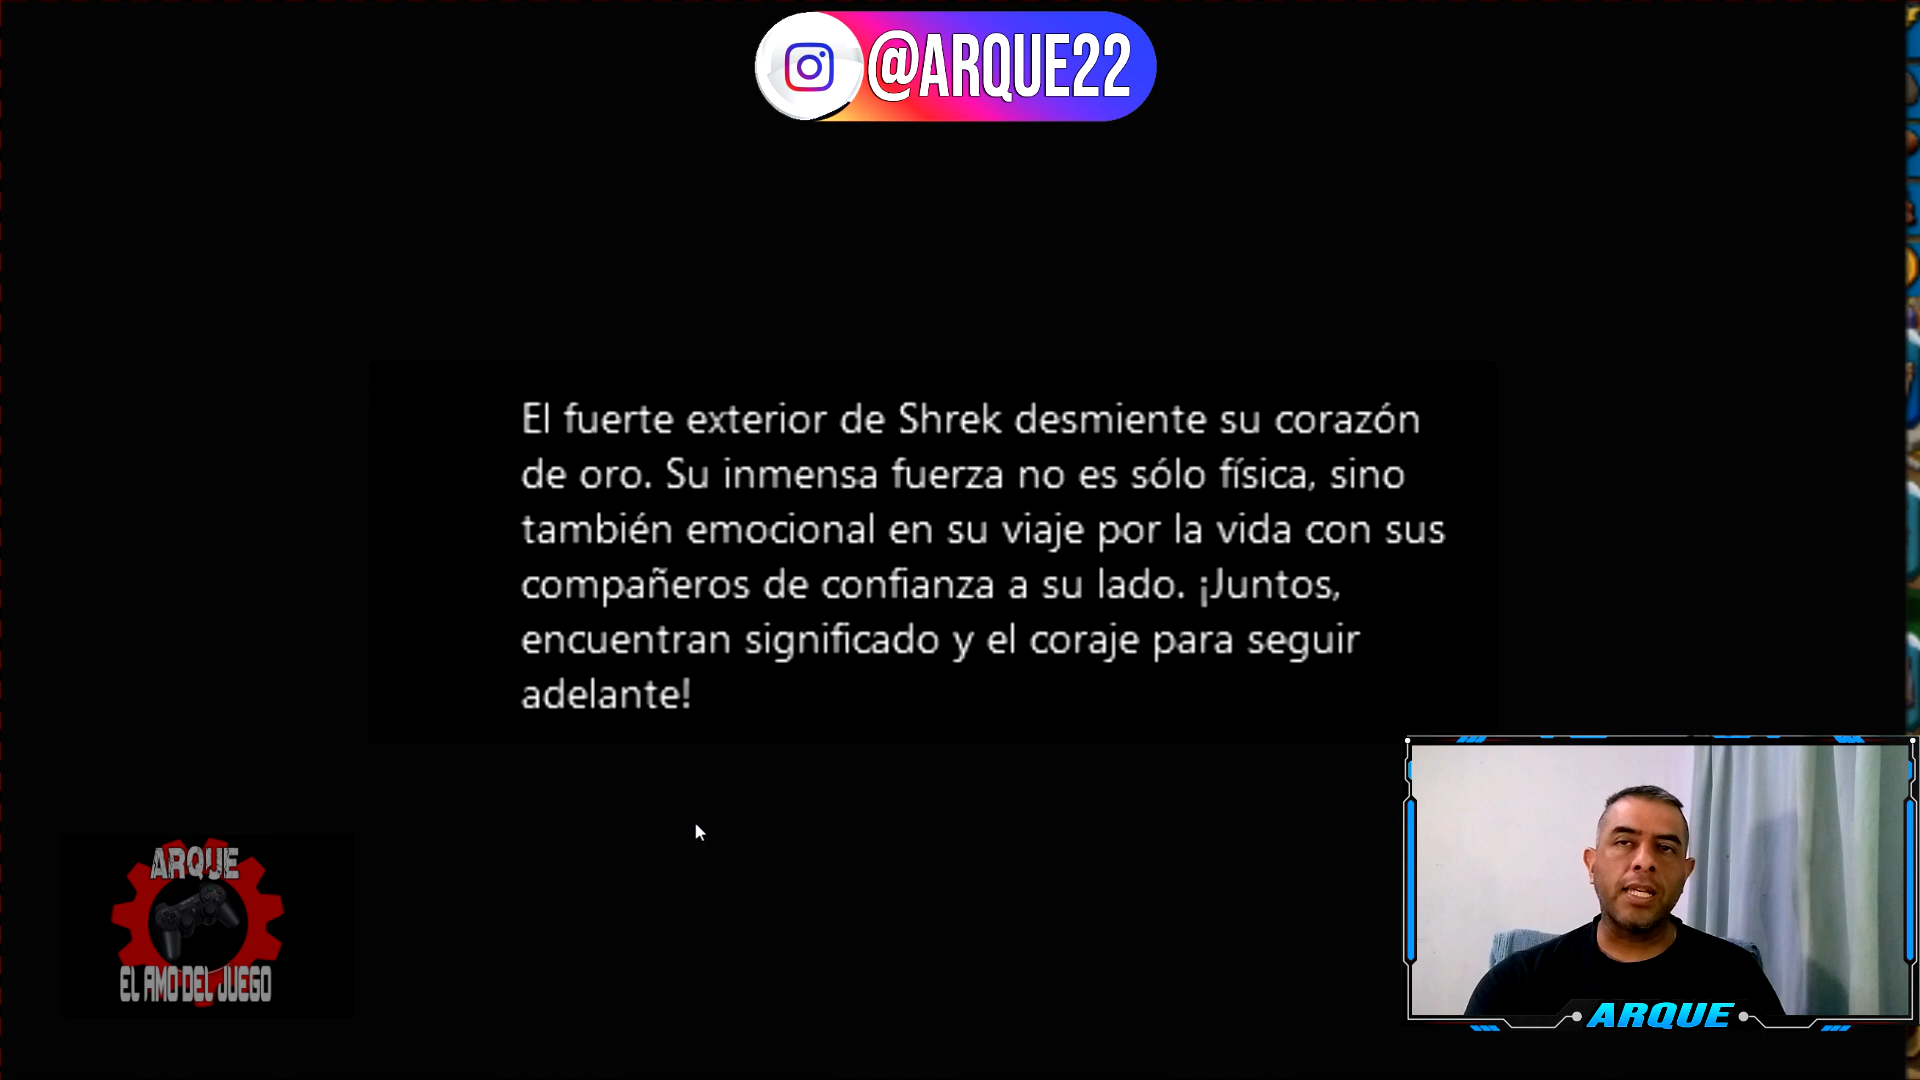 @ARQUE22
El fuerte exterior de Shrek desmiente su corazón
de oro. Su inmensa fuerza no es sólo física, sino
también emocional en su viaje por la vida con sus
compañeros de confianza a su lado. ¡Juntos,
encuentran significado y el coraje para seguir
adelante!
ARQUE
EL AMO DEL JUEGO
ARQUE